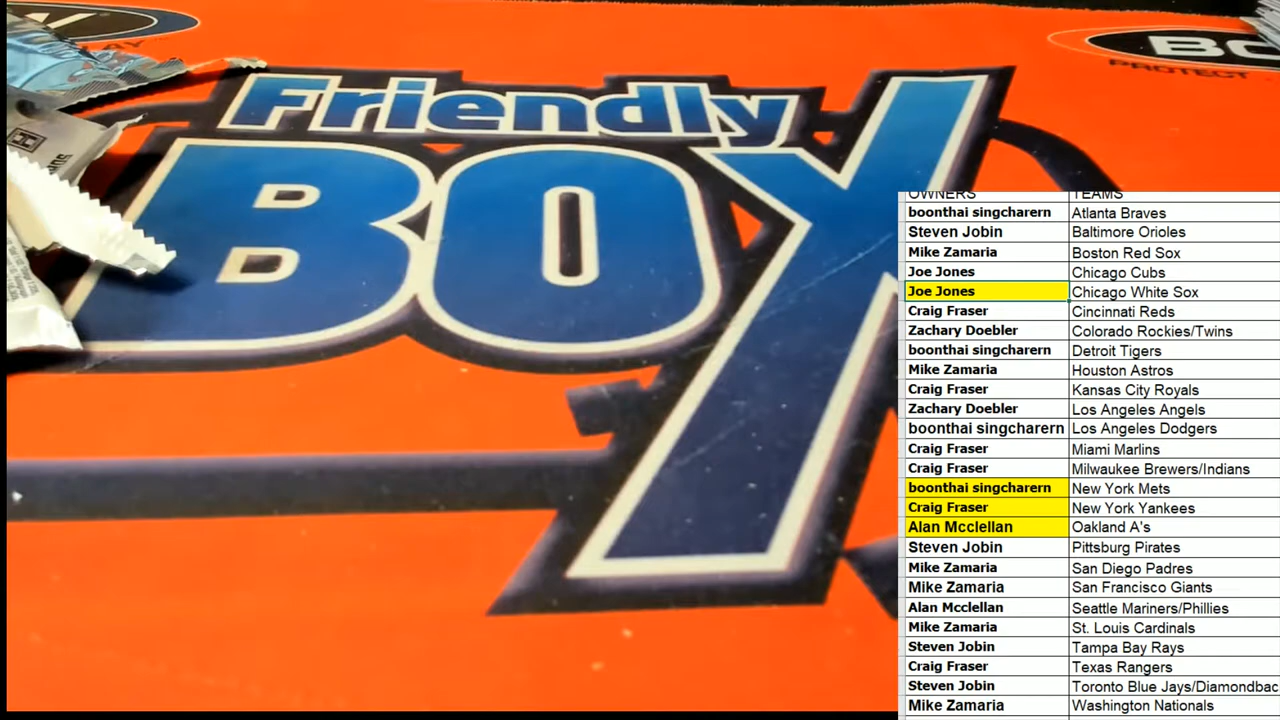 Friendly
BOX
PROTECT
OWNERS TEAMS
boonthai singcharern Atlanta Braves
Steven Jobin Baltimore Orioles
Mike Zamaria Boston Red Sox
Joe Jones Chicago Cubs
Joe Jones Chicago White Sox
Craig Fraser Cincinnati Reds
Zachary Doebler Colorado Rockies/Twins
boonthai singcharern Detroit Tigers
Mike Zamaria Houston Astros
Craig Fraser Kansas City Royals
Zachary Doebler Los Angeles Angels
boonthai singcharern Los Angeles Dodgers
Craig Fraser Miami Marlins
Craig Fraser Milwaukee Brewers/Indians
boonthai singcharern New York Mets
Craig Fraser New York Yankees
Alan Mcclellan Oakland A's
Steven Jobin Pittsburg Pirates
Mike Zamaria San Diego Padres
Mike Zamaria San Francisco Giants
Alan Mcclellan Seattle Mariners/Phillies
Mike Zamaria St. Louis Cardinals
Steven Jobin Tampa Bay Rays
Craig Fraser Texas Rangers
Steven Jobin Toronto Blue Jays/Diamondbac
Mike Zamaria Washington Nationals